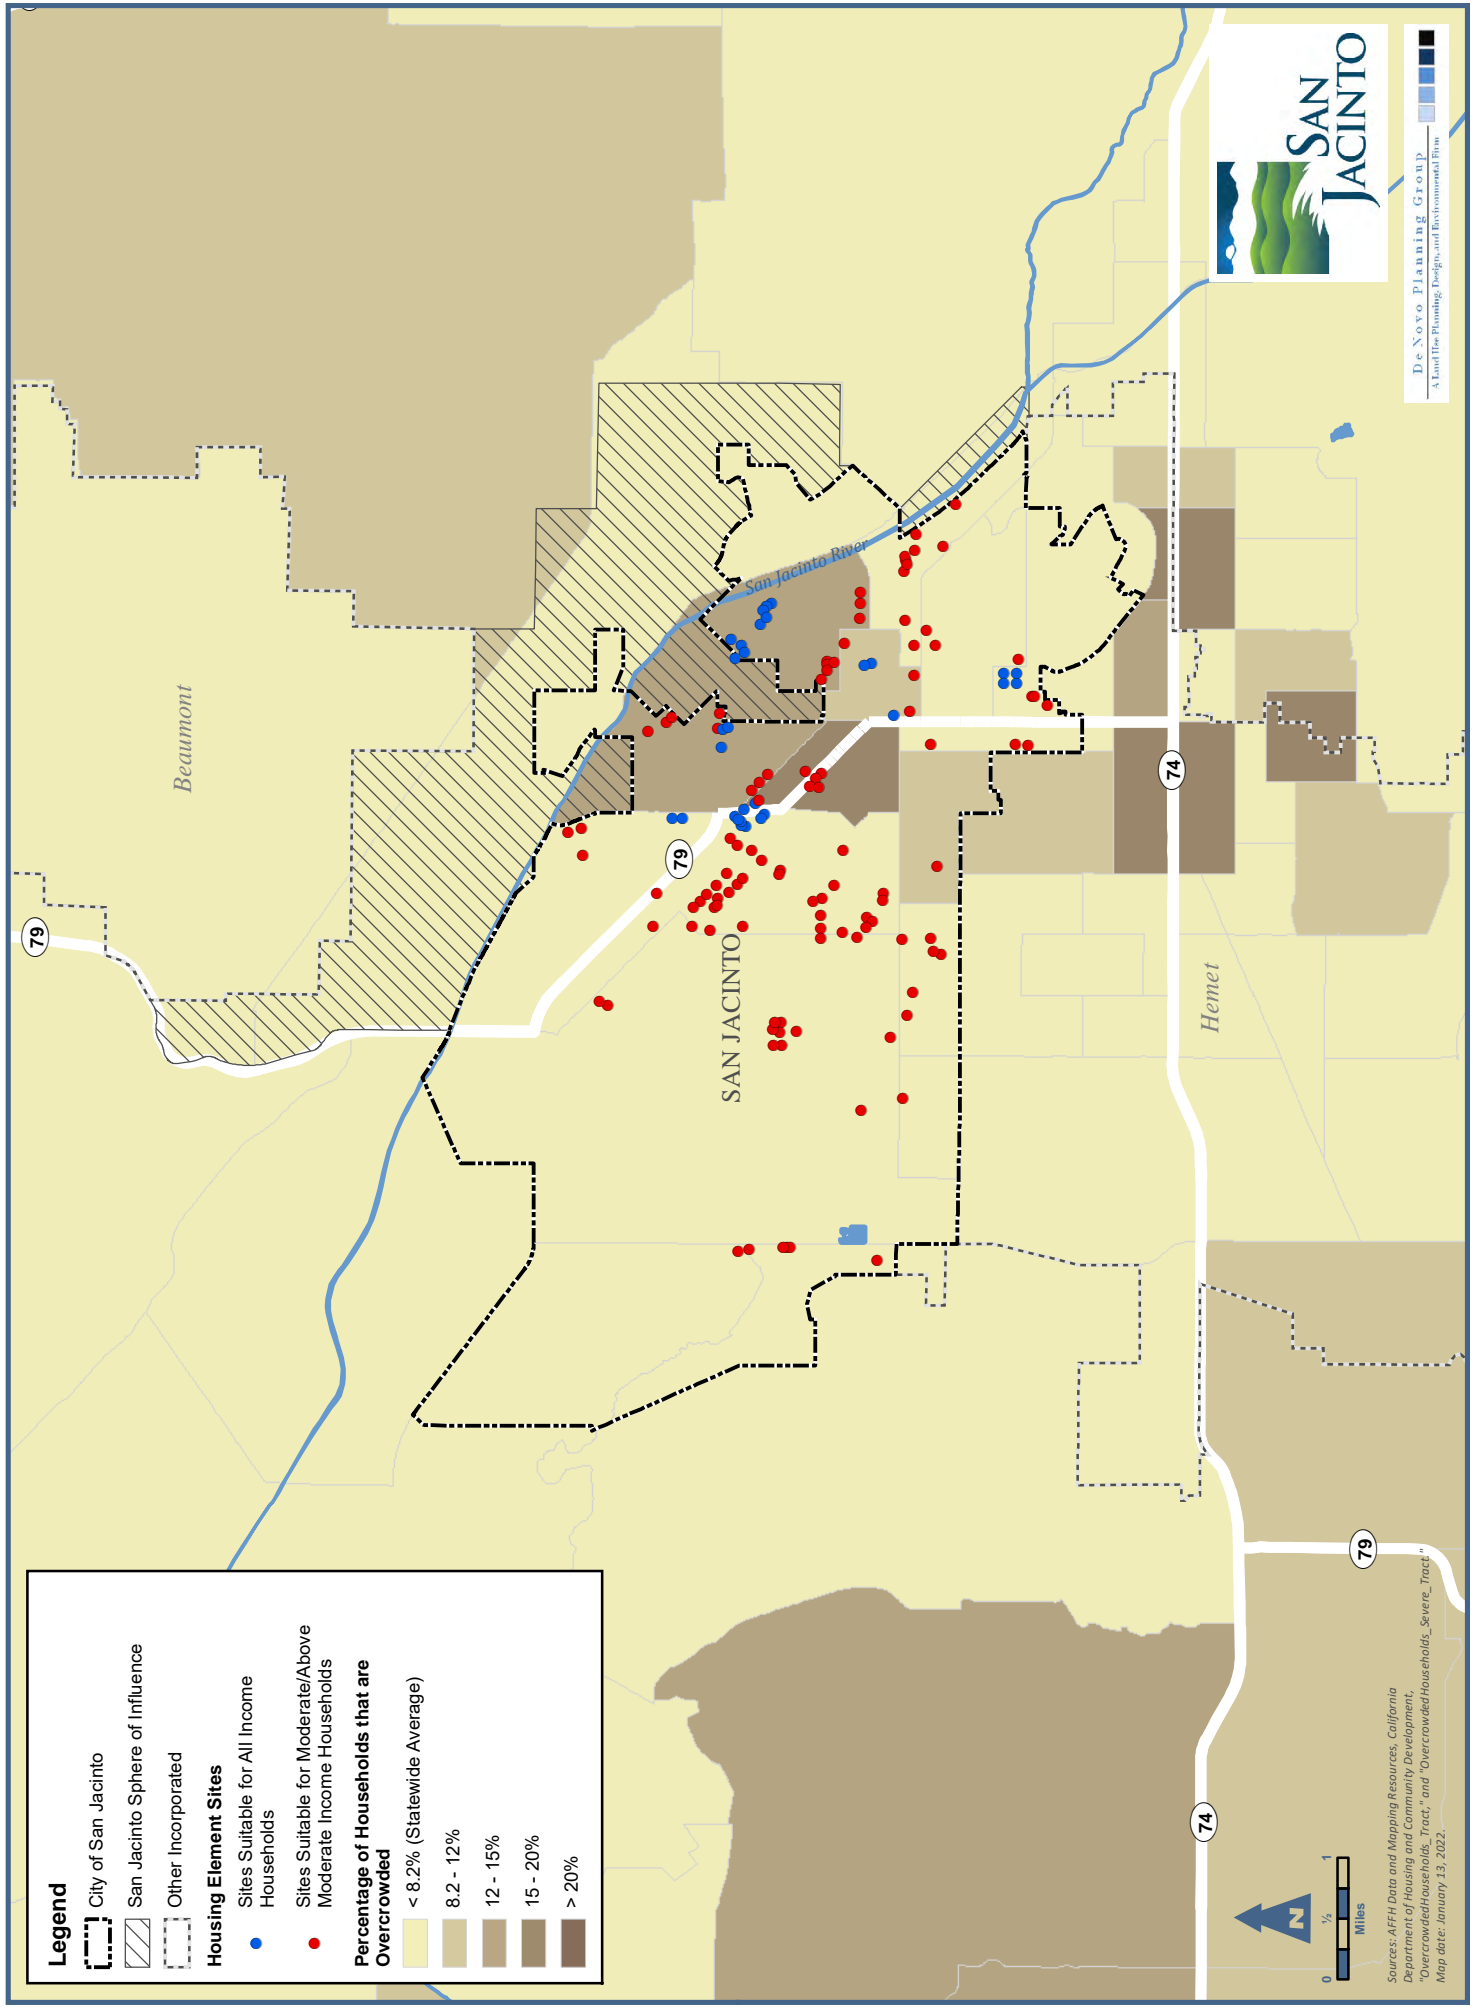 Legend
City of San Jacinto
San Jacinto Sphere of Influence
Other Incorporated
Housing Element Sites
Sites Suitable for All Income
Households
Sites Suitable for Moderate/Above
Moderate Income Households
Percentage of Households that are
Overcrowded
< 8.2% (Statewide Average)
8.2 - 12%
12 - 15%
15 - 20%
> 20%
79
Beaumont
San Jacinto River
79
SAN JACINTO
74
Hemet
79
74
N
0 ½ 1
Miles
Sources: AFFH Data and Mapping Resources, California
Department of Housing and Community Development,
"OvercrowdedHouseholds_Tract," and "OvercrowdedHouseholds_Severe_Tract."
Map date: January 13, 2022.
SAN
JACINTO
De Novo Planning Group
A Land Use Planning, Design, and Environmental Firm